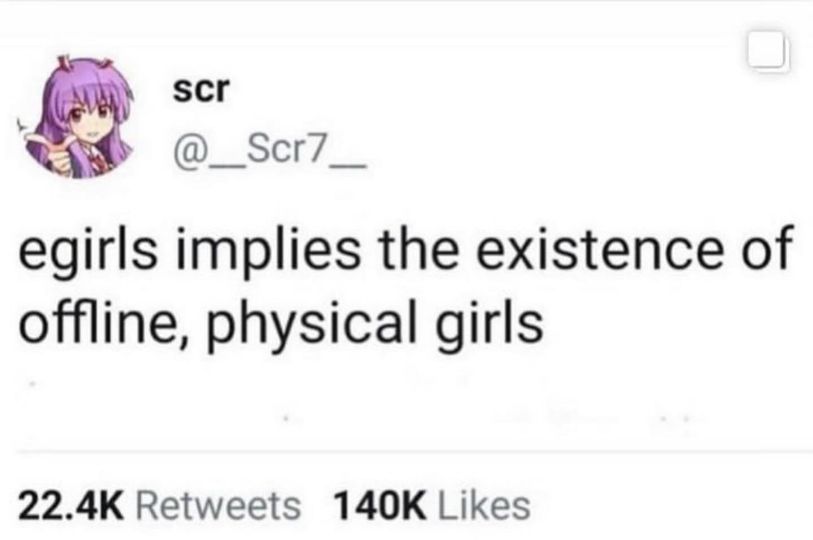 scr
@__Scr7__
egirls implies the existence of
offline, physical girls
22.4K Retweets 140K Likes